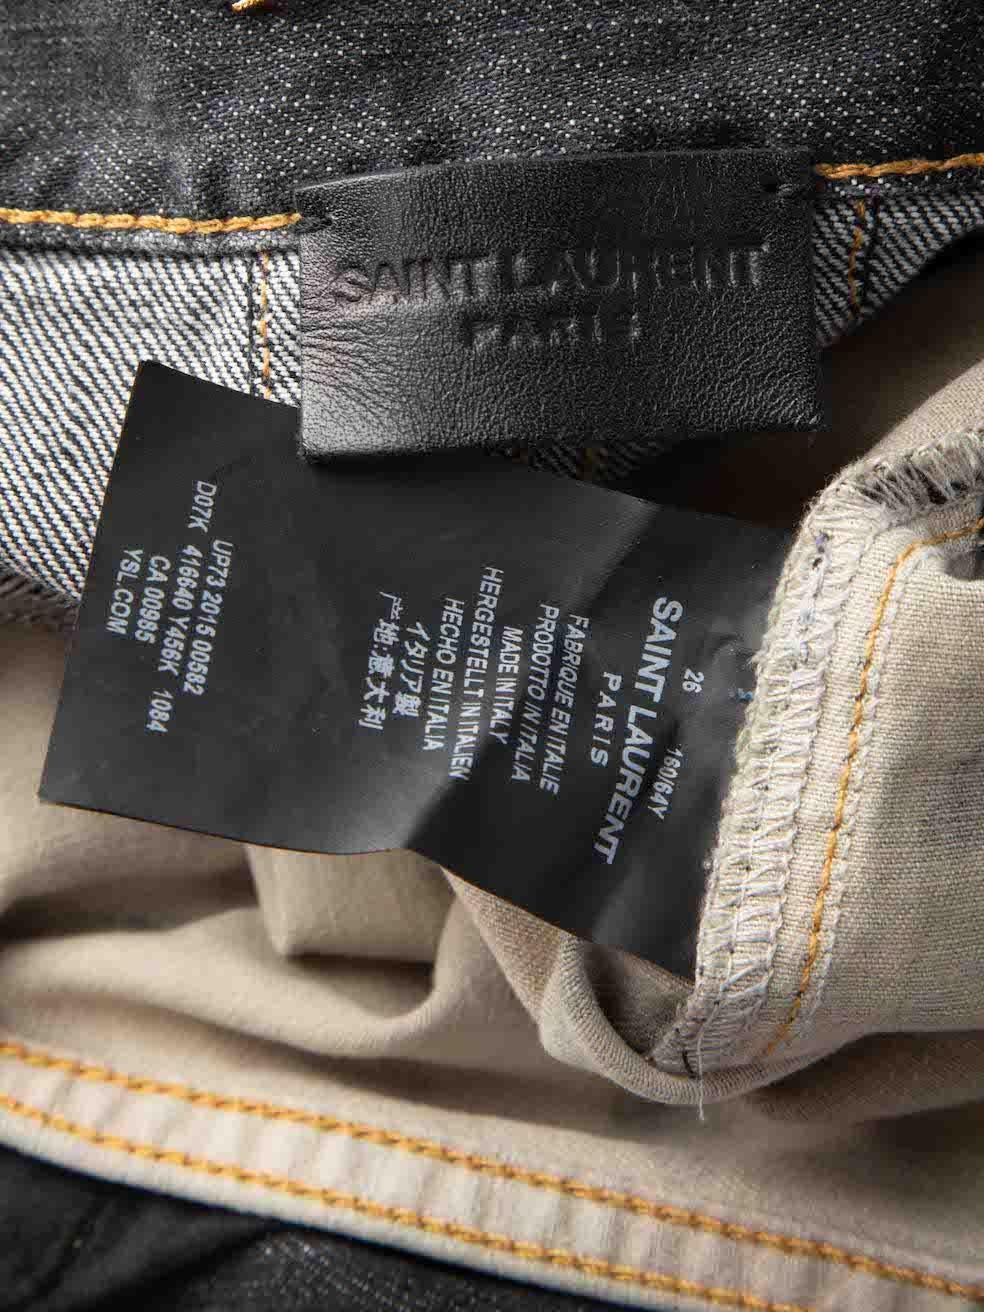 SAINT LAURENT
PARIS
26 160/64Y
SAINT LAURENT
PARIS
FABRIQUE EN ITALIE
PRODOTTO IN ITALIA
MADE IN ITALY
HERGESTELLT IN ITALIEN
HECHO EN ITALIA
イタリア製
产地:意大利
UP73 2015 00582
D07K 416640 Y456K 1084
CA 00985
YSL.COM